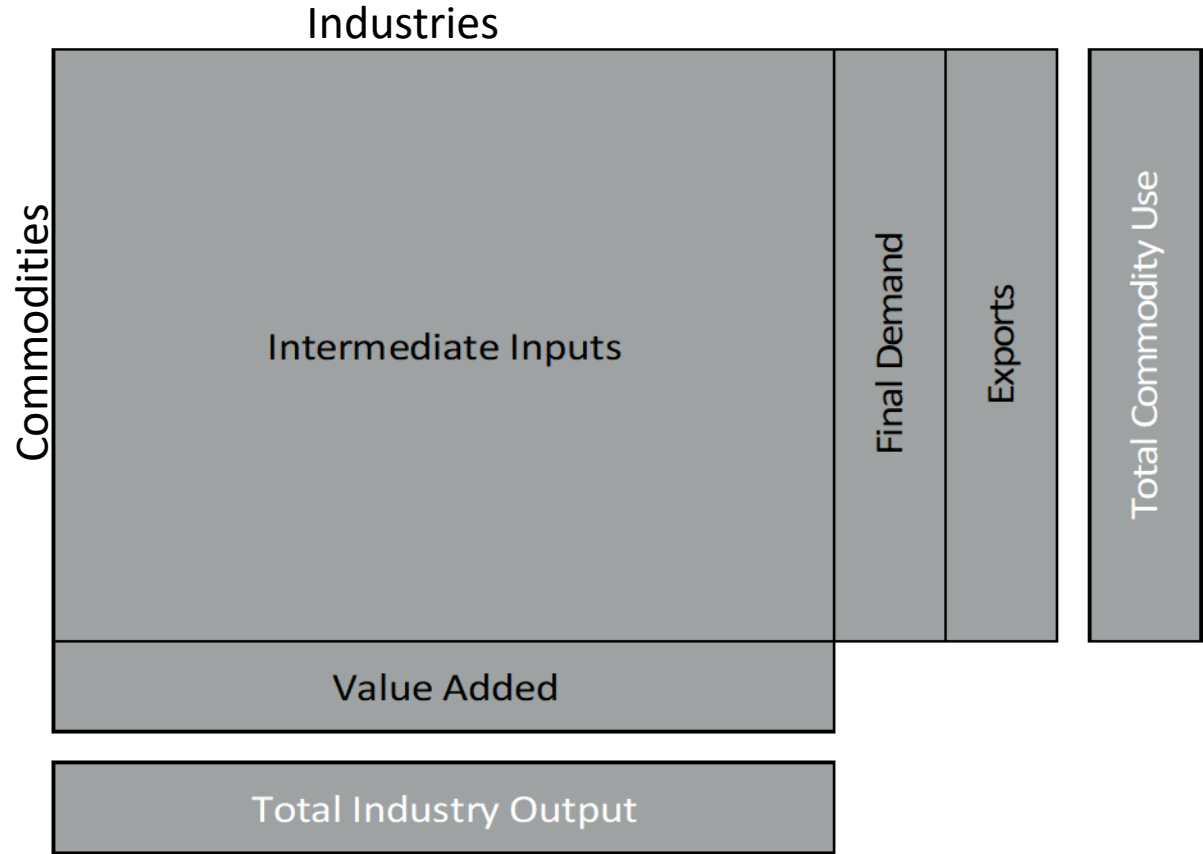 Industries
Commodities
Intermediate Inputs
Final Demand
Exports
Total Commodity Use
Value Added
Total Industry Output